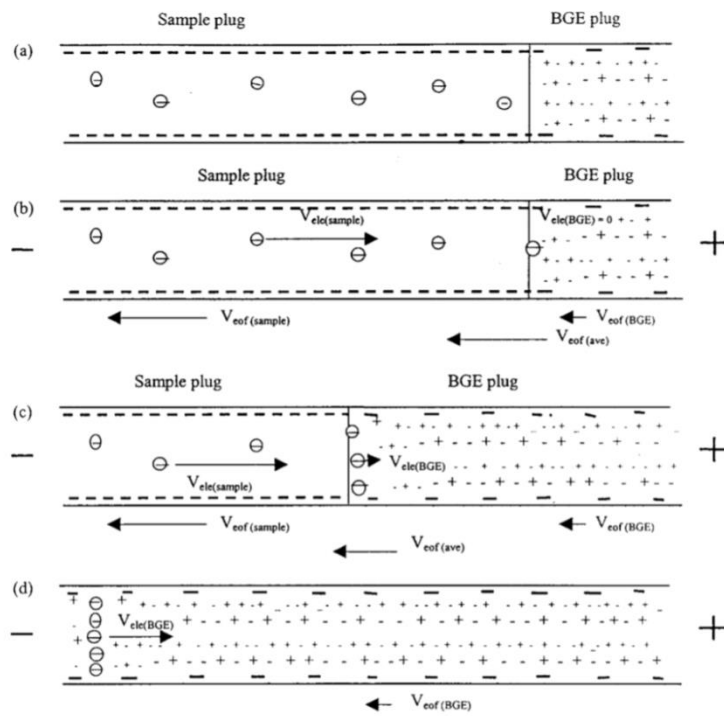 Sample plug BGE plug
(a)
Sample plug BGE plug
(b)
Vele(sample) Vele(BGE) = 0
− +
Veof (sample) Veof (BGE)
Veof (ave)
Sample plug BGE plug
(c)
− +
Vele(sample) Vele(BGE)
Veof (sample) Veof (BGE)
Veof (ave)
(d)
− +
Vele(BGE)
Veof (BGE)